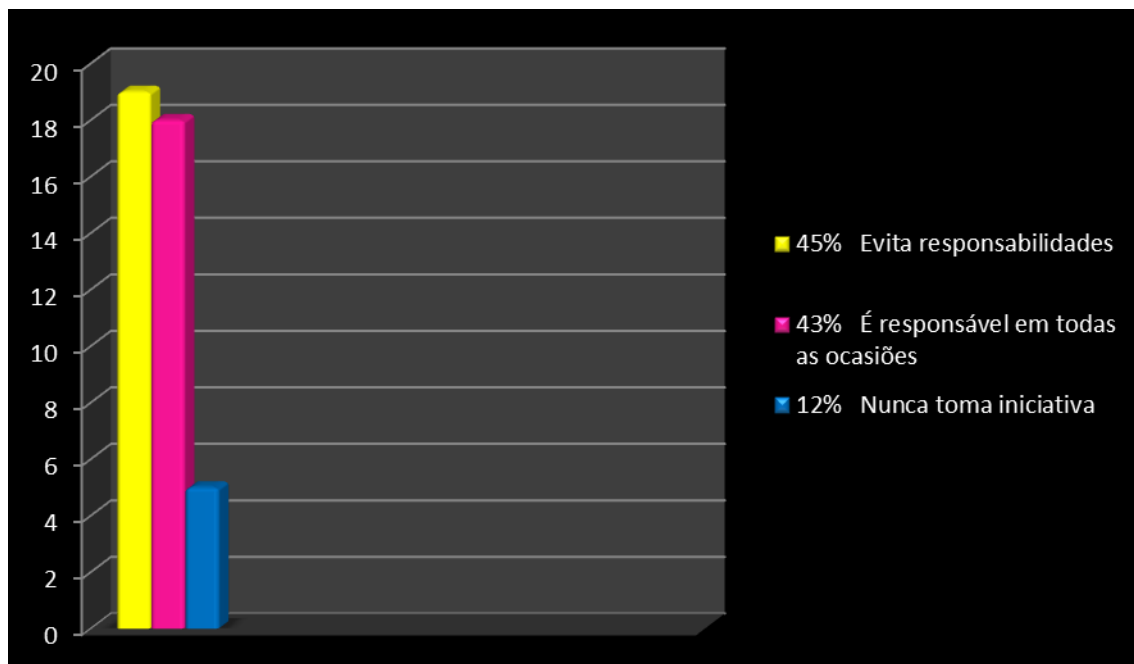 20
18
16
14
12
10
8
6
4
2
0
45% Evita responsabilidades
43% É responsável em todas
as ocasiões
12% Nunca toma iniciativa